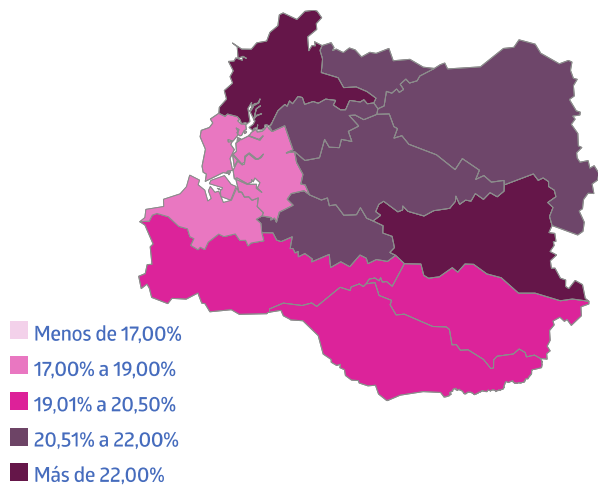 Menos de 17,00%
17,00% a 19,00%
19,01% a 20,50%
20,51% a 22,00%
Más de 22,00%